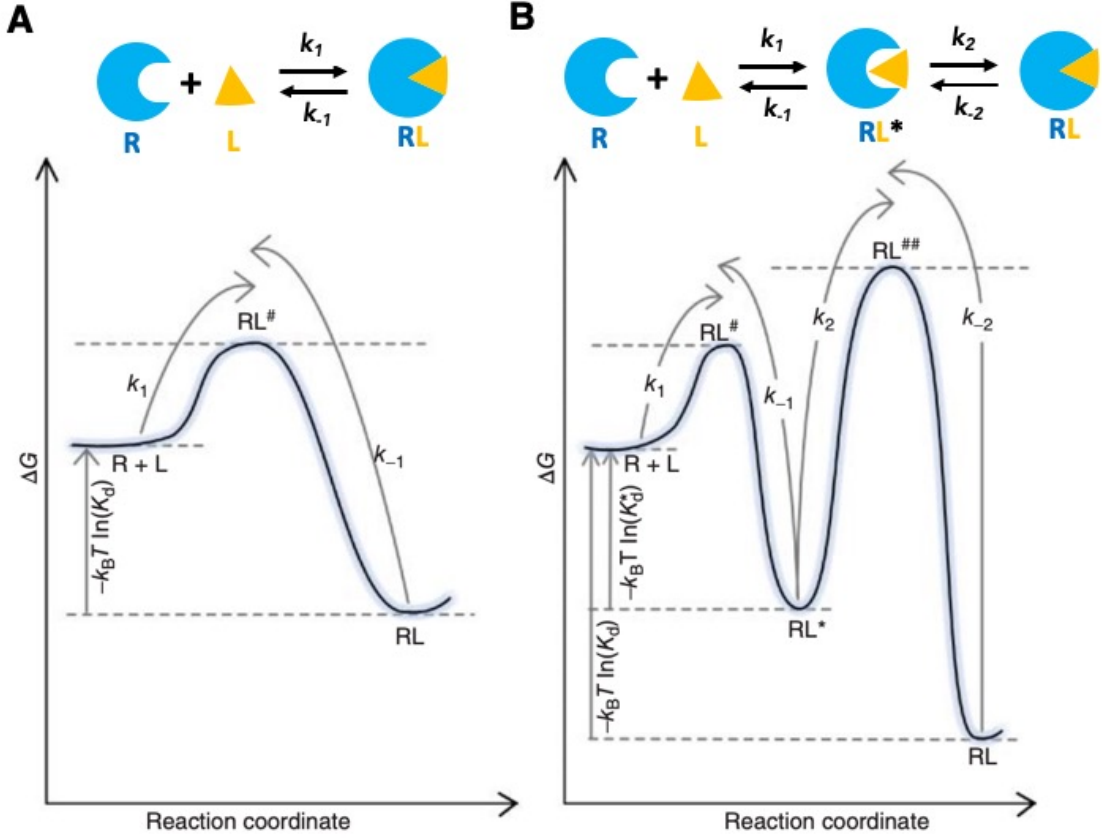 A
k1
k-1
R + L RL
B
k1 k2
k-1 k-2
R + L RL* RL
ΔG
RL#
k1
k–1
R + L
–kBT ln(Kd)
RL
Reaction coordinate
ΔG
RL##
RL#
k1
k–1
k2
k–2
R + L
–kBT ln(K*d)
–kBT ln(Kd)
RL*
RL
Reaction coordinate